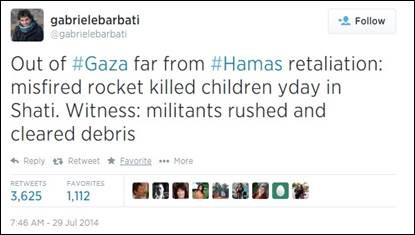 gabrielebarbati
@gabrielebarbati
Follow
Out of #Gaza far from #Hamas retaliation:
misfired rocket killed children yday in
Shati. Witness: militants rushed and
cleared debris
Reply Retweet Favorite More
RETWEETS FAVORITES
3,625 1,112
7:46 AM - 29 Jul 2014